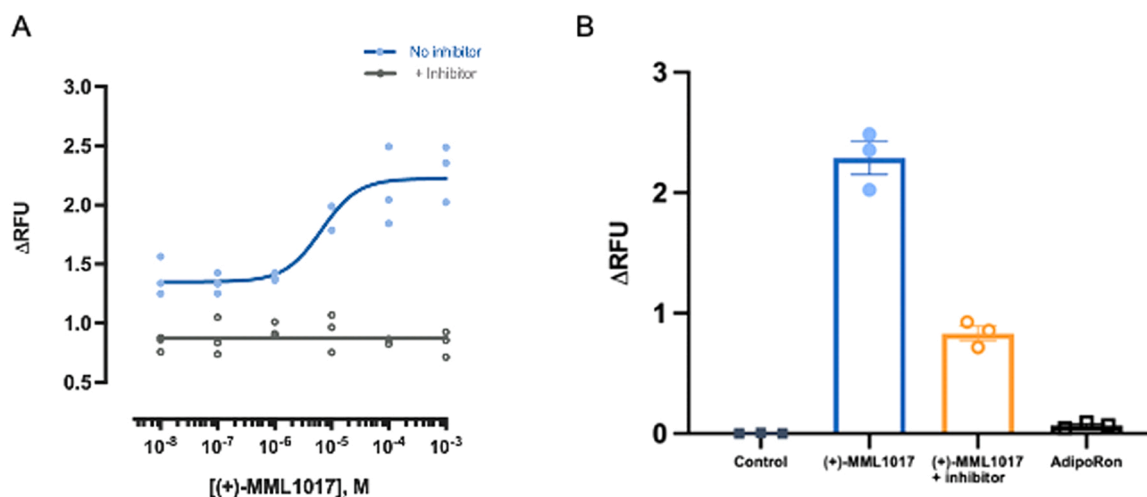 A
No inhibitor
+ Inhibitor
3.0
2.5
2.0
1.5
1.0
0.5
ΔRFU
10⁻⁸ 10⁻⁷ 10⁻⁶ 10⁻⁵ 10⁻⁴ 10⁻³
[(+)-MML1017], M
B
3
2
1
0
ΔRFU
Control (+)-MML1017 (+)-MML1017 AdipoRon
+ inhibitor